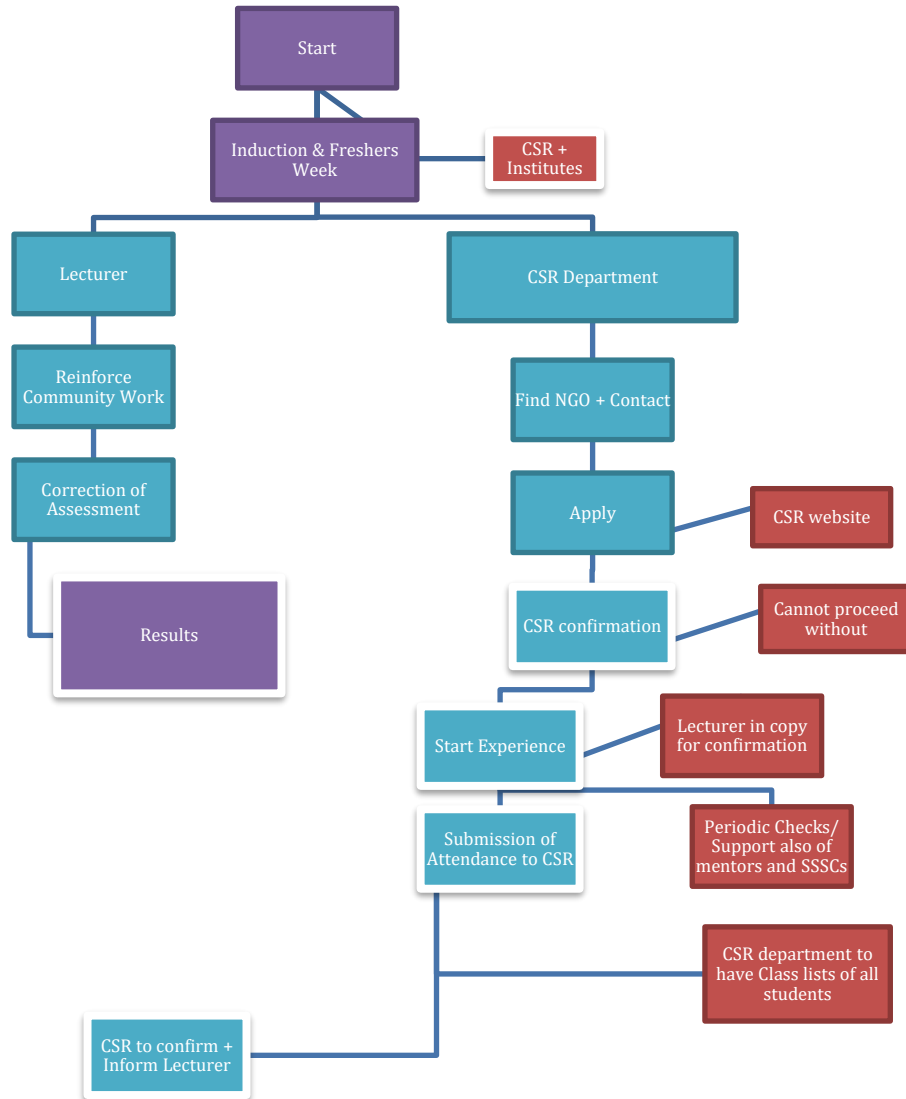 Start
Induction & Freshers
Week
CSR +
Institutes
Lecturer
CSR Department
Reinforce
Community Work
Find NGO + Contact
Correction of
Assessment
Apply
CSR website
Results
CSR confirmation
Cannot proceed
without
Start Experience
Lecturer in copy
for confirmation
Submission of
Attendance to CSR
Periodic Checks/
Support also of
mentors and SSSCs
CSR department to
have Class lists of all
students
CSR to confirm +
Inform Lecturer